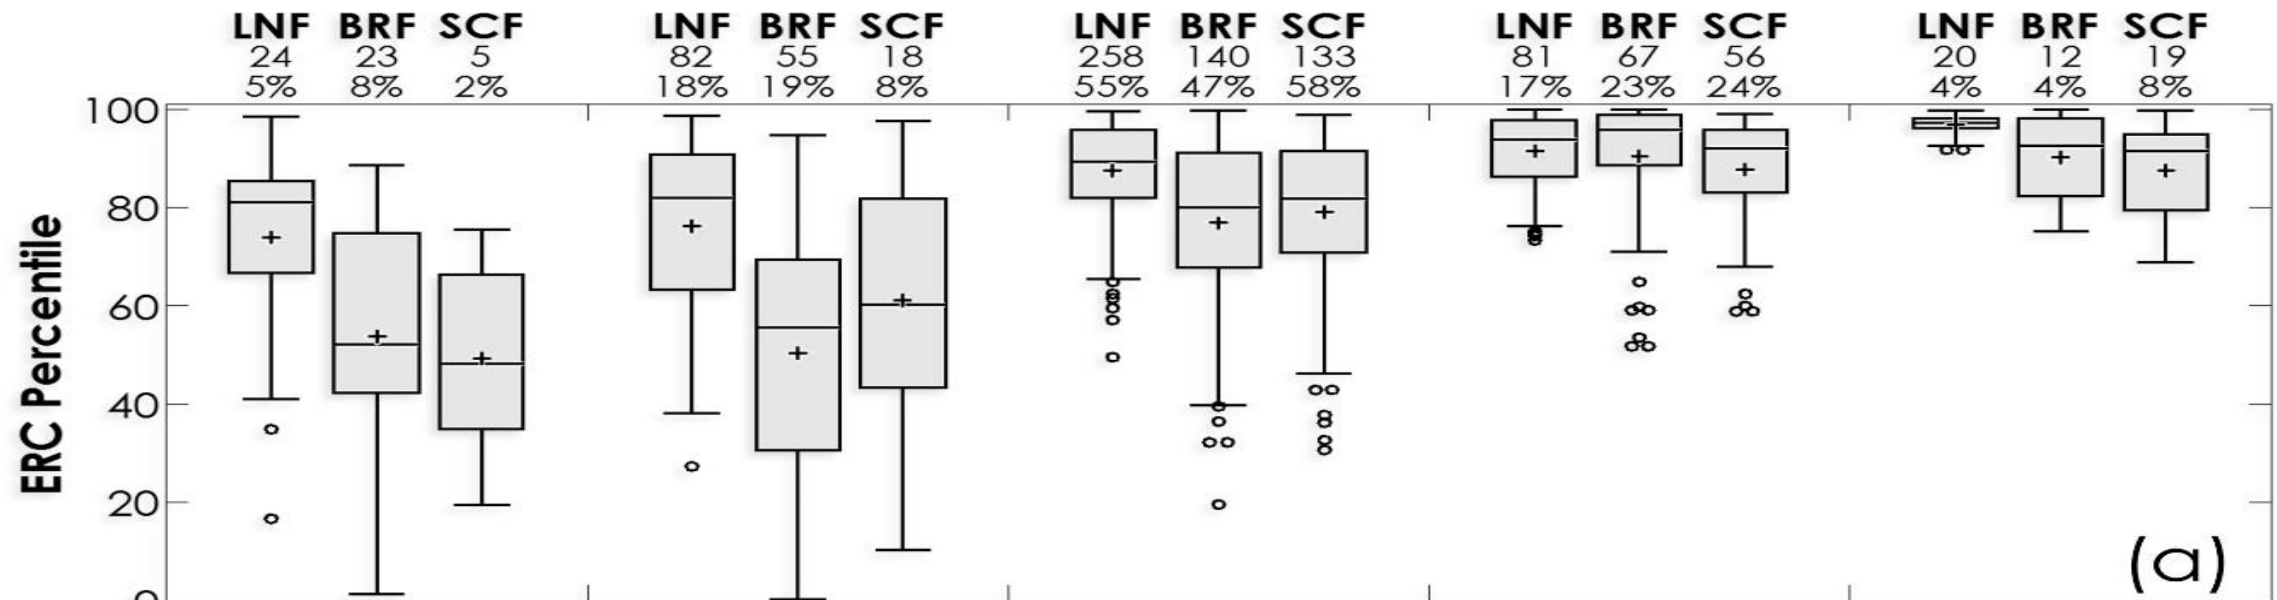 LNF BRF SCF LNF BRF SCF LNF BRF SCF LNF BRF SCF LNF BRF SCF
24 23 5 82 55 18 258 140 133 81 67 56 20 12 19
5% 8% 2% 18% 19% 8% 55% 47% 58% 17% 23% 24% 4% 4% 8%
100
80
60
40
20
0
ERC Percentile
(a)